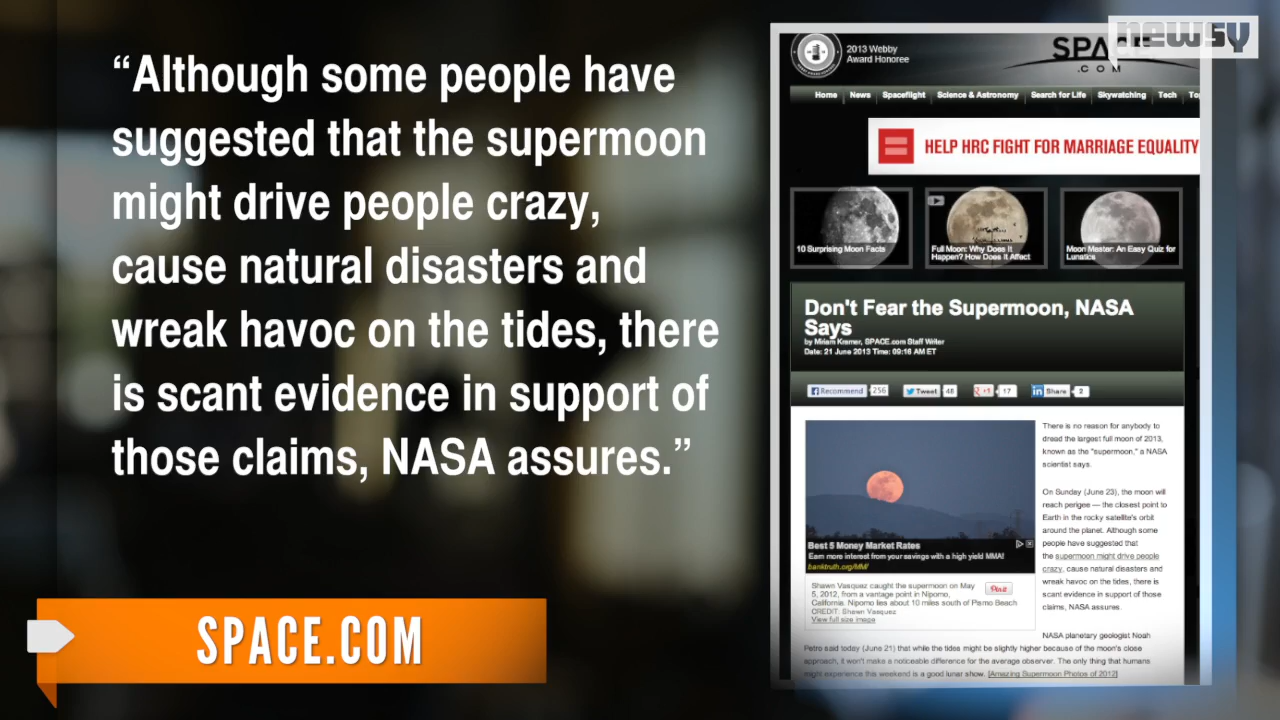 “Although some people have
suggested that the supermoon
might drive people crazy,
cause natural disasters and
wreak havoc on the tides, there
is scant evidence in support of
those claims, NASA assures.”
SPACE.COM
newsy
2013 Webby
Award Honoree
SPACE
.COM
Home News Spaceflight Science & Astronomy Search for Life Skywatching Tech
HELP HRC FIGHT FOR MARRIAGE EQUALITY
10 Surprising Moon Facts
Full Moon: Why Does It
Happen? How Does It Affect
Moon Master: An Easy Quiz for
Lunatics
Don't Fear the Supermoon, NASA
Says
by Miriam Kramer, SPACE.com Staff Writer
Date: 21 June 2013 Time: 09:16 AM ET
Recommend 256 Tweet 46 +1 17 Share 2
Best 5 Money Market Rates
Earn more interest from your savings with a high yield MMA!
banktruth.org/MM/
Shawn Vasquez caught the supermoon on May
5, 2012, from a vantage point in Nipomo,
California. Nipomo lies about 10 miles south of Pismo Beach
CREDIT: Shawn Vasquez
View full size image
Pin it
There is no reason for anybody to
dread the largest full moon of 2013,
known as the "supermoon," a NASA
scientist says.
On Sunday (June 23), the moon will
reach perigee — the closest point to
Earth in the rocky satellite's orbit
around the planet. Although some
people have suggested that
the supermoon might drive people
crazy, cause natural disasters and
wreak havoc on the tides, there is
scant evidence in support of those
claims, NASA assures.
NASA planetary geologist Noah
Petro said today (June 21) that while the tides might be slightly higher because of the moon's close
approach, it won't make a noticeable difference for the average observer. The only thing that humans
might experience this weekend is a good lunar show. [Amazing Supermoon Photos of 2012]